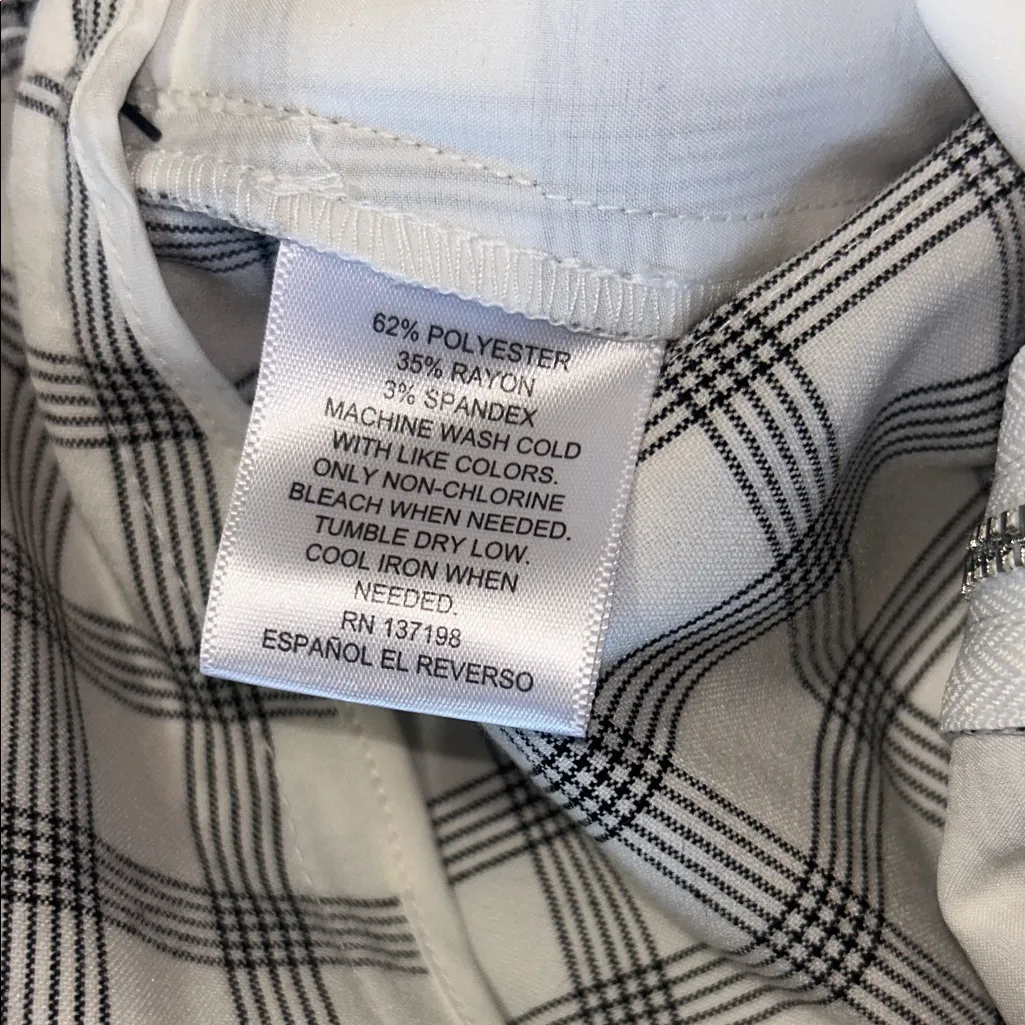 62% POLYESTER
35% RAYON
3% SPANDEX
MACHINE WASH COLD
WITH LIKE COLORS.
ONLY NON-CHLORINE
BLEACH WHEN NEEDED.
TUMBLE DRY LOW.
COOL IRON WHEN
NEEDED.
RN 137198
ESPAÑOL EL REVERSO